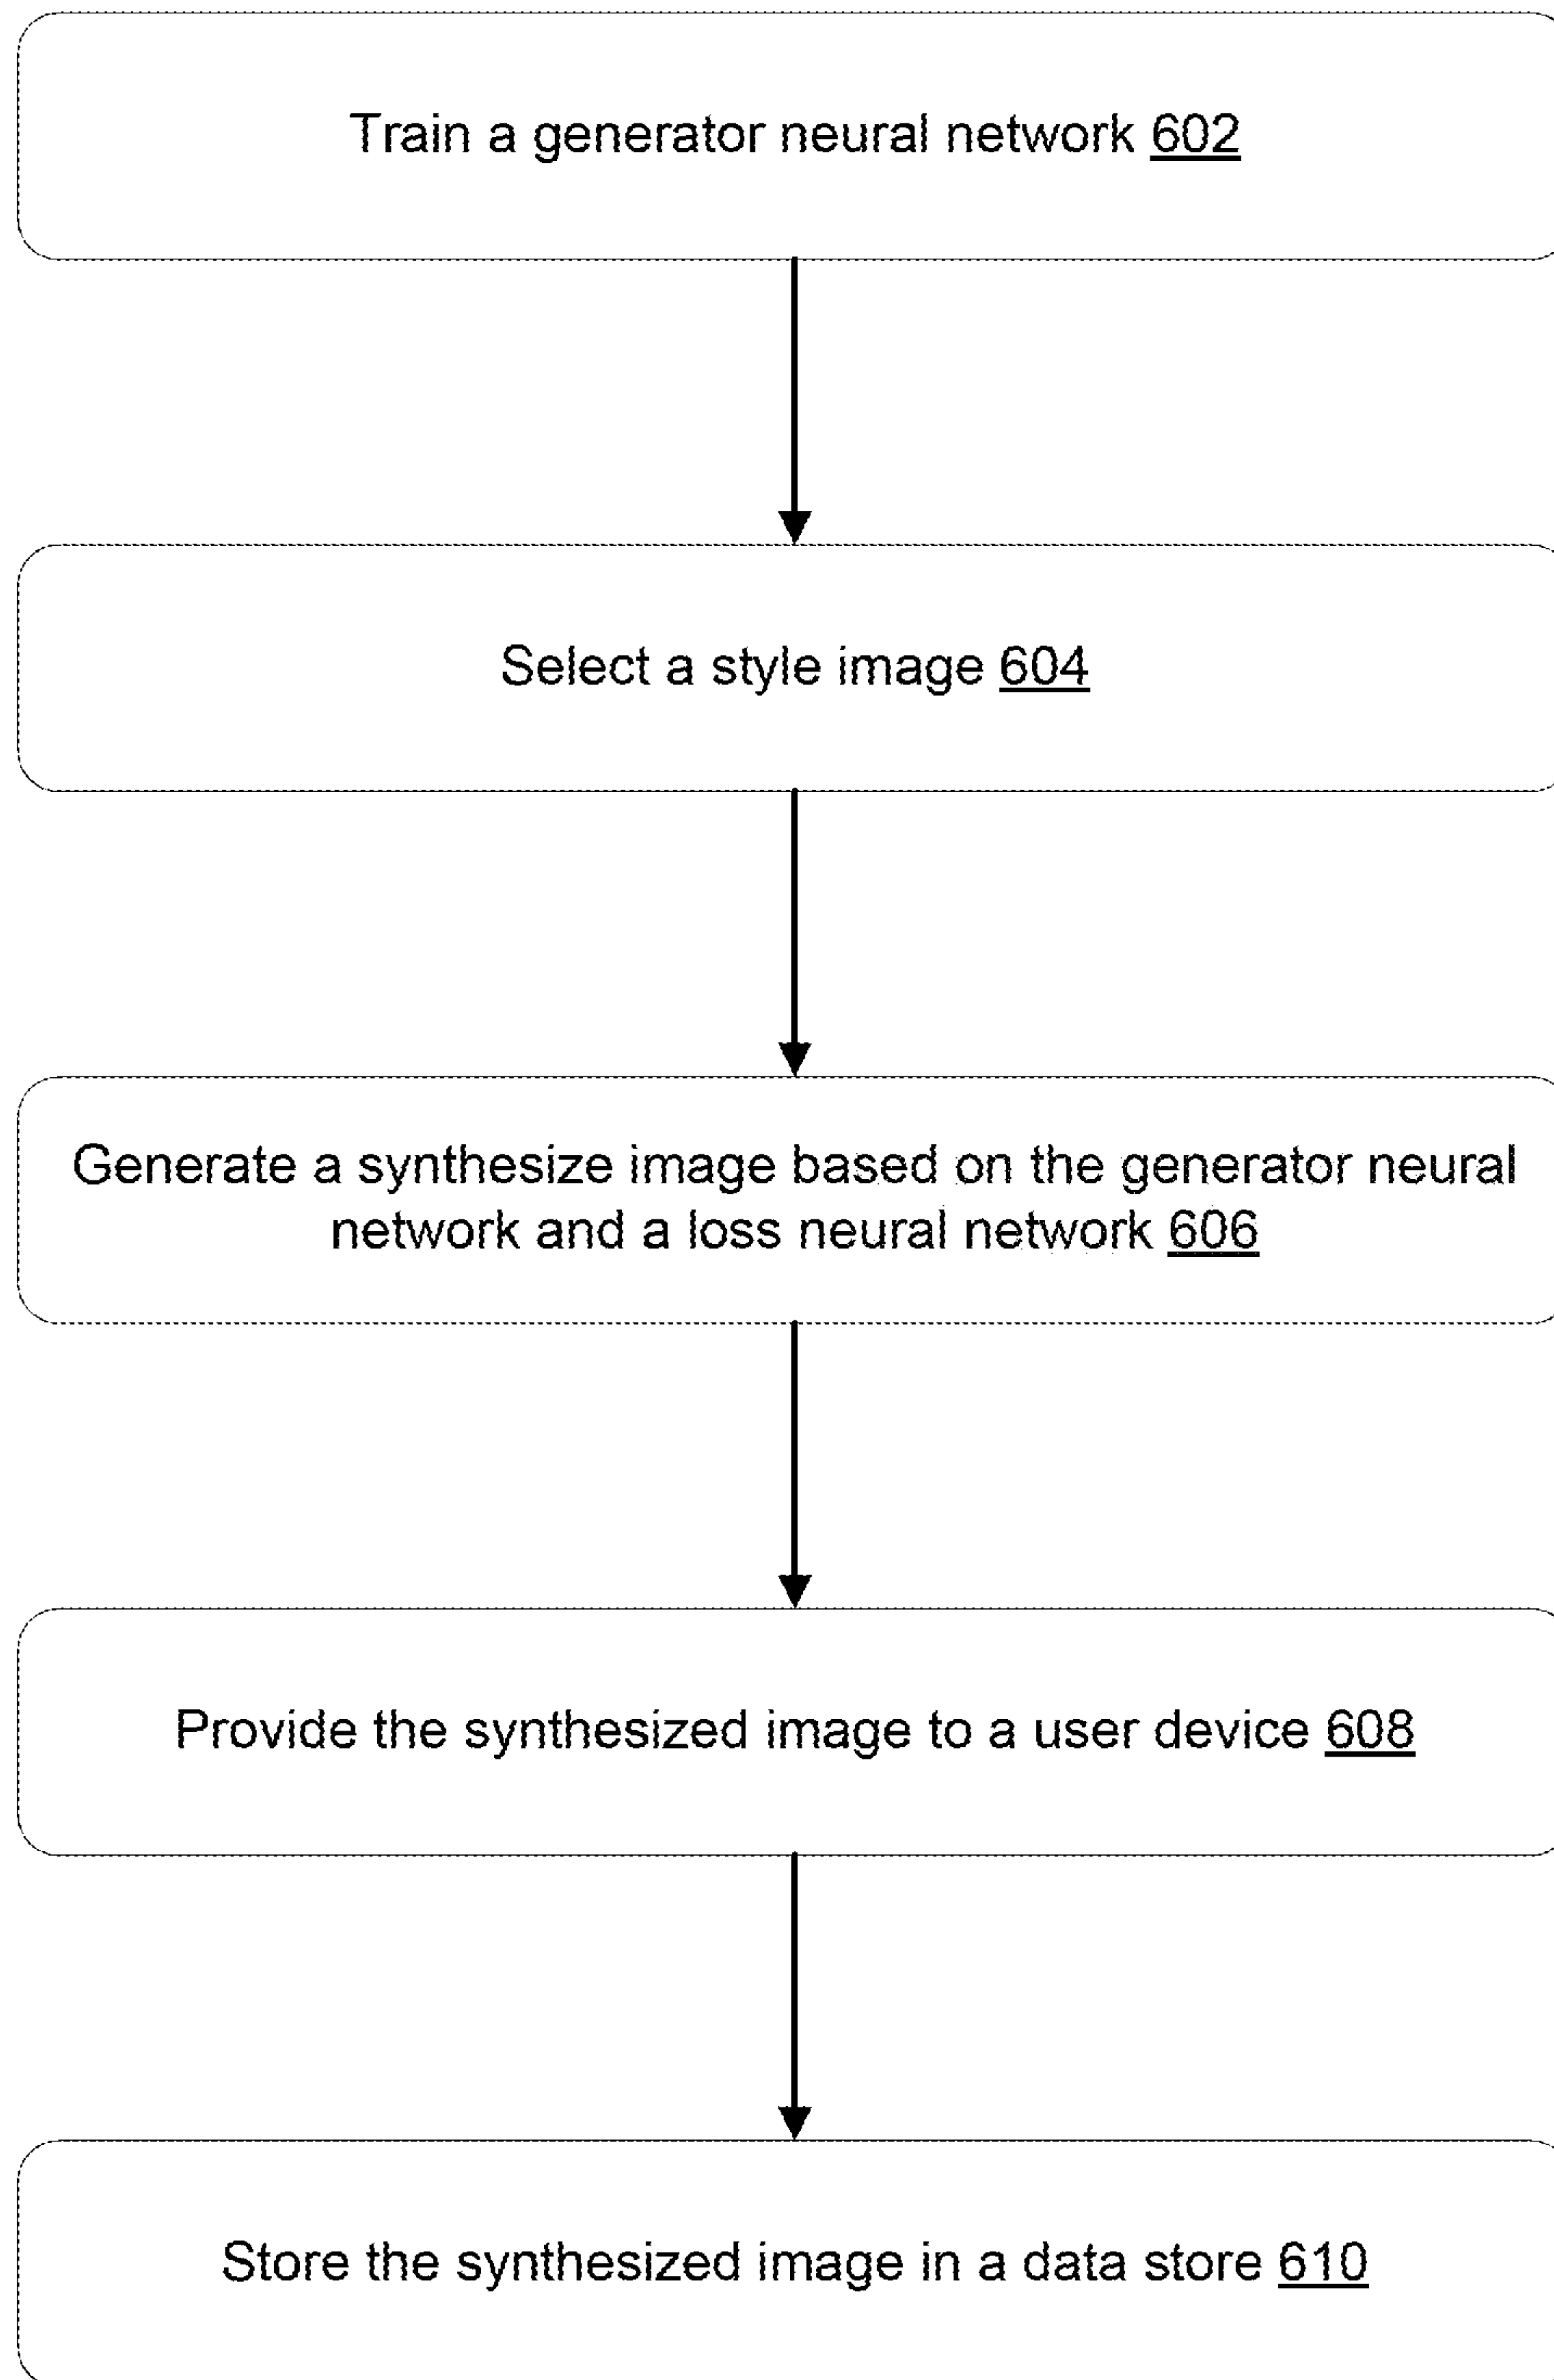 Train a generator neural network 602
Select a style image 604
Generate a synthesize image based on the generator neural
network and a loss neural network 606
Provide the synthesized image to a user device 608
Store the synthesized image in a data store 610